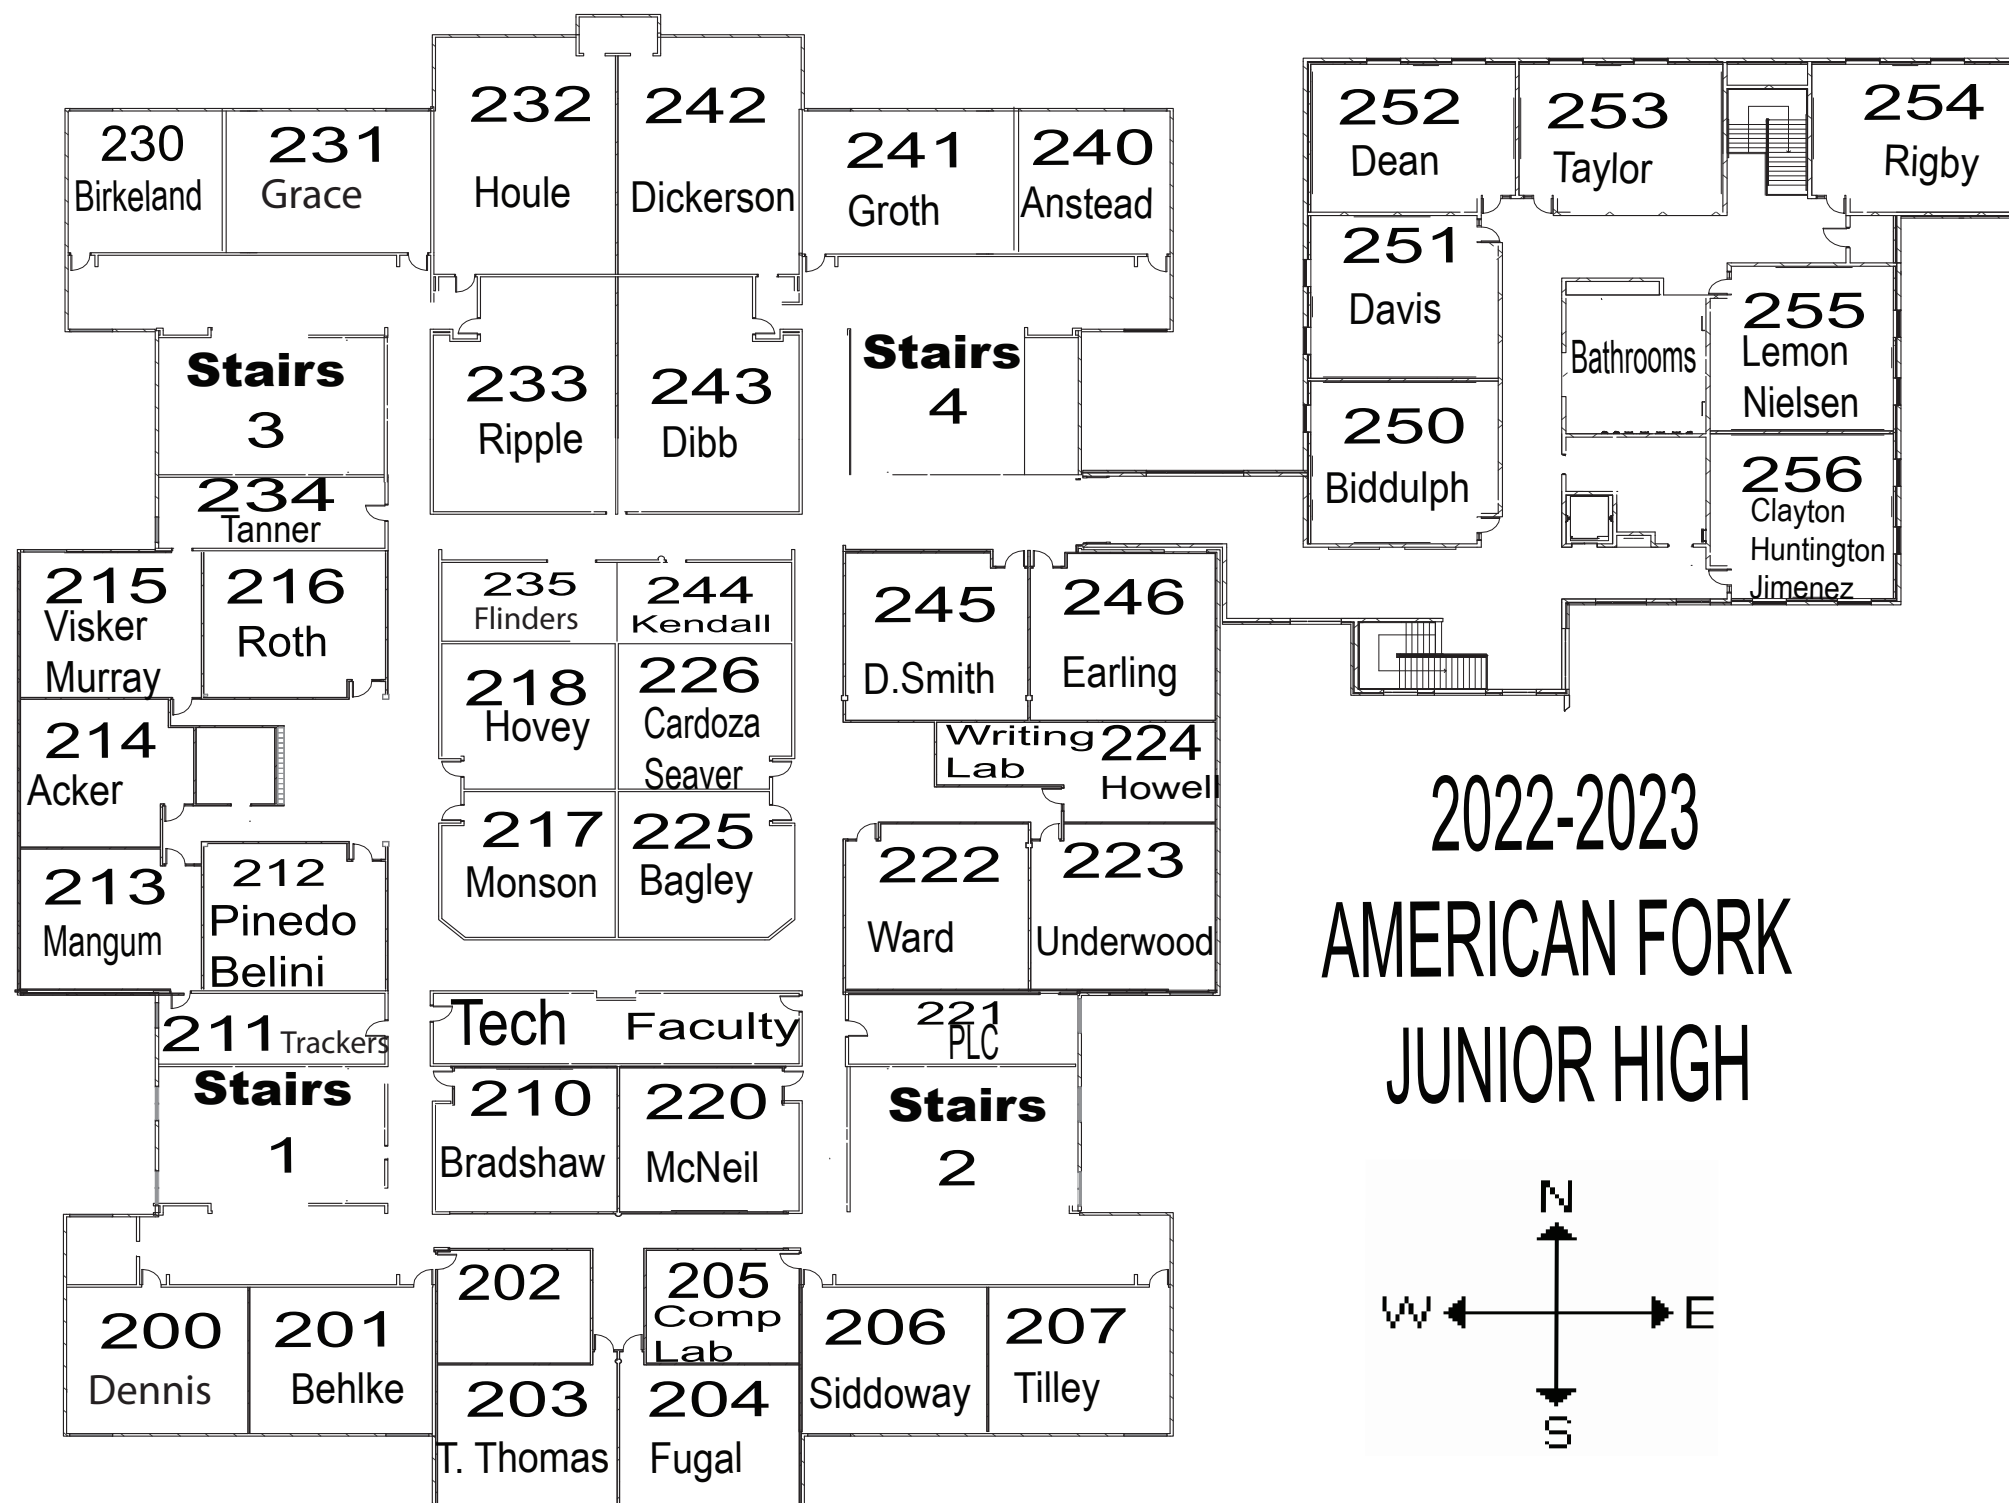 230
Birkeland
231
Grace
232
Houle
242
Dickerson
241
Groth
240
Anstead
252
Dean
253
Taylor
254
Rigby
251
Davis
250
Biddulph
Bathrooms
255
Lemon
Nielsen
256
Clayton
Huntington
Jimenez
Stairs
3
233
Ripple
243
Dibb
Stairs
4
234
Tanner
215
Visker
Murray
216
Roth
235
Flinders
244
Kendall
245
D.Smith
246
Earling
218
Hovey
226
Cardoza
Seaver
214
Acker
Writing
Lab
224
Howell
217
Monson
225
Bagley
222
Ward
223
Underwood
213
Mangum
212
Pinedo
Belini
211 Trackers
Tech
Faculty
221
PLC
Stairs
1
210
Bradshaw
220
McNeil
Stairs
2
200
Dennis
201
Behlke
202
205
Comp
Lab
206
Siddoway
207
Tilley
203
T. Thomas
204
Fugal
2022-2023
AMERICAN FORK
JUNIOR HIGH
N
W
E
S